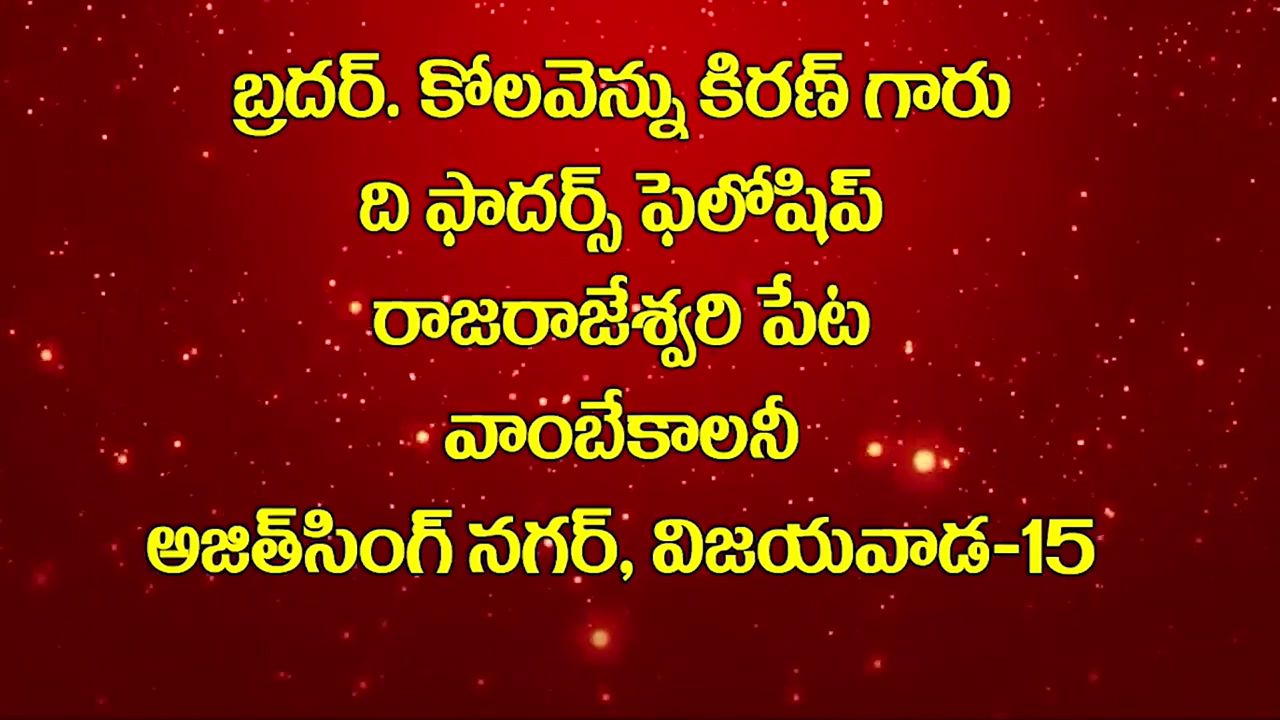 బ్రదర్. కోలవెన్ను కిరణ్ గారు
ది ఫాదర్స్ ఫెలోషిప్
రాజరాజేశ్వరి పేట
వాంబేకాలనీ
అజిత్‌సింగ్ నగర్, విజయవాడ-15